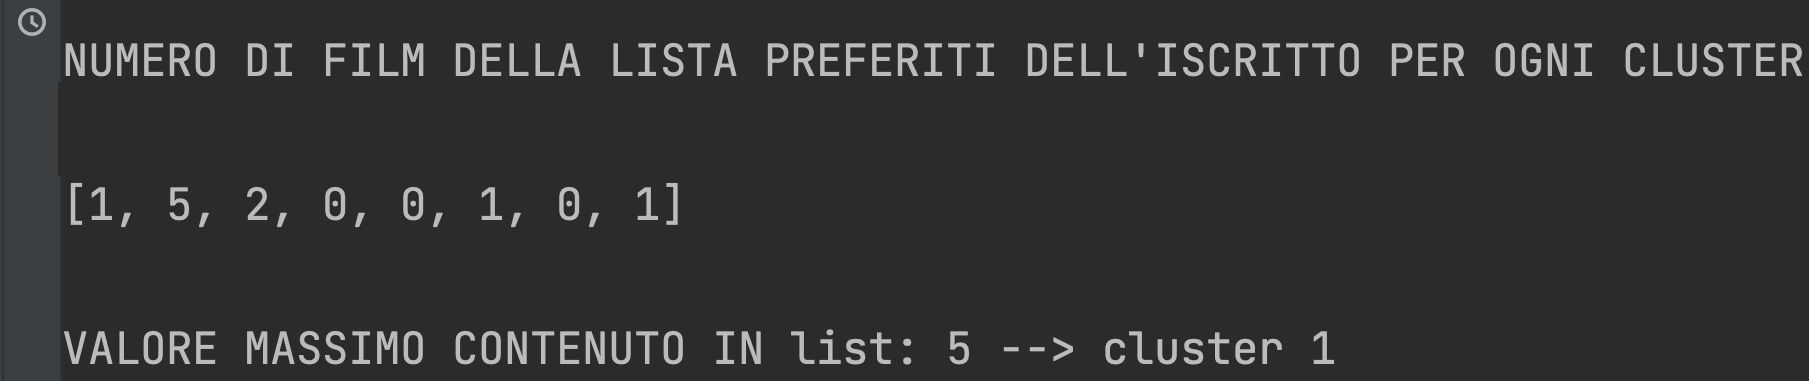 NUMERO DI FILM DELLA LISTA PREFERITI DELL'ISCRITTO PER OGNI CLUSTER
[1, 5, 2, 0, 0, 1, 0, 1]
VALORE MASSIMO CONTENUTO IN list: 5 --> cluster 1